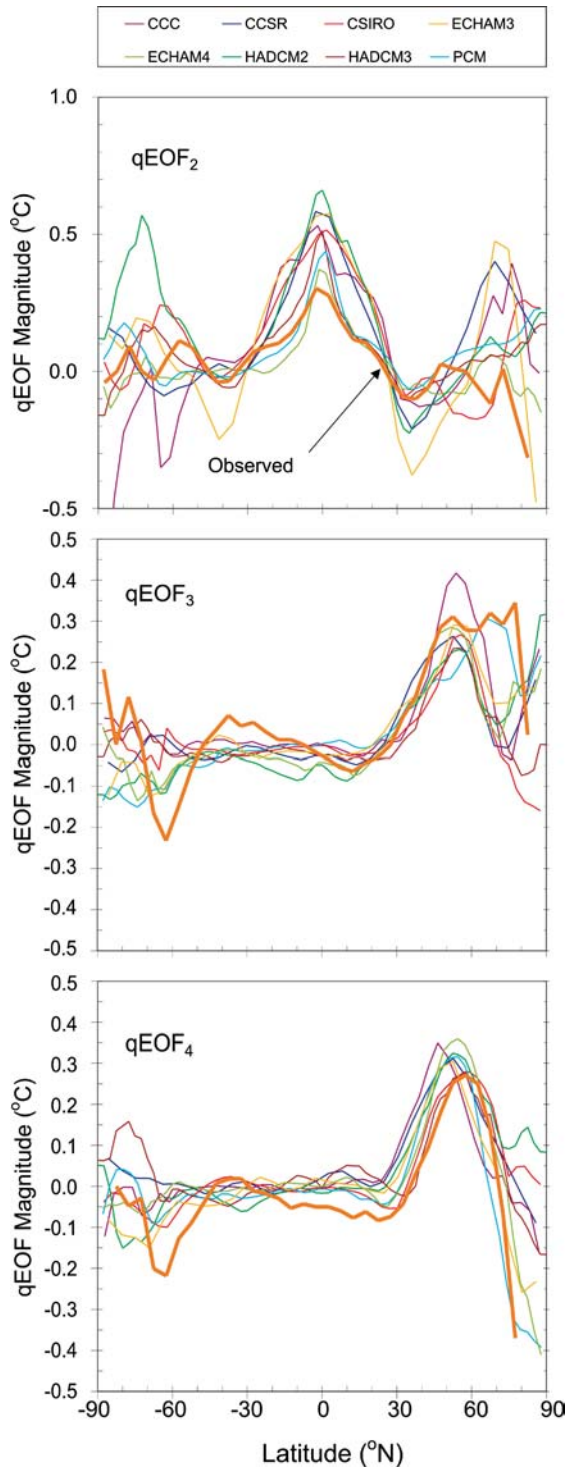 CCC CCSR CSIRO ECHAM3
ECHAM4 HADCM2 HADCM3 PCM
1.0
qEOF2
0.5
qEOF Magnitude (°C)
0.0
Observed
-0.5
0.5
0.4
qEOF3
0.3
0.2
0.1
qEOF Magnitude (°C)
0.0
-0.1
-0.2
-0.3
-0.4
-0.5
0.5
0.4
qEOF4
0.3
0.2
0.1
qEOF Magnitude (°C)
0.0
-0.1
-0.2
-0.3
-0.4
-0.5
-90 -60 -30 0 30 60 90
Latitude (°N)